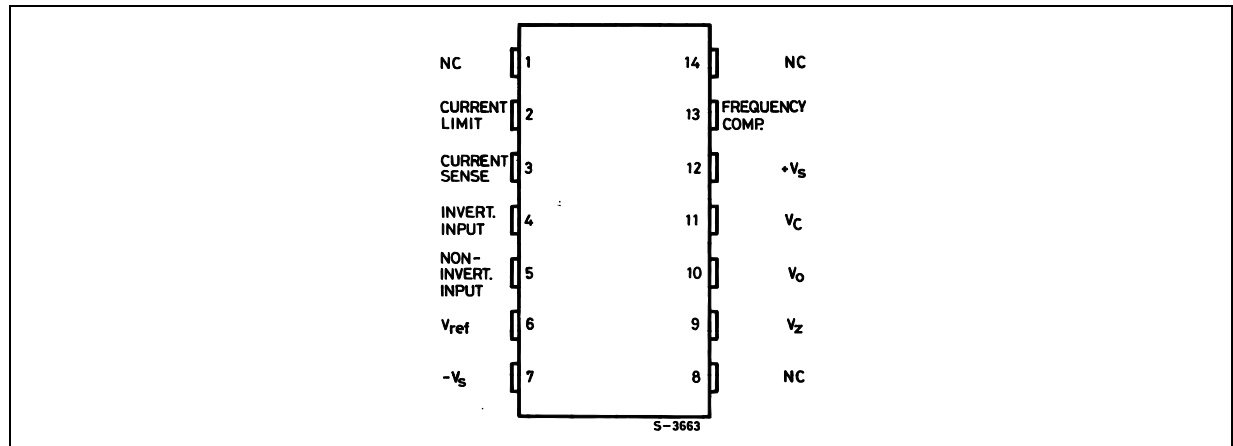 NC 1 14 NC
CURRENT
LIMIT 2 13 FREQUENCY
COMP.
CURRENT
SENSE 3 12 +Vs
INVERT.
INPUT 4 11 VC
NON-
INVERT.
INPUT 5 10 Vo
Vref 6 9 Vz
-Vs 7 8 NC
S-3663